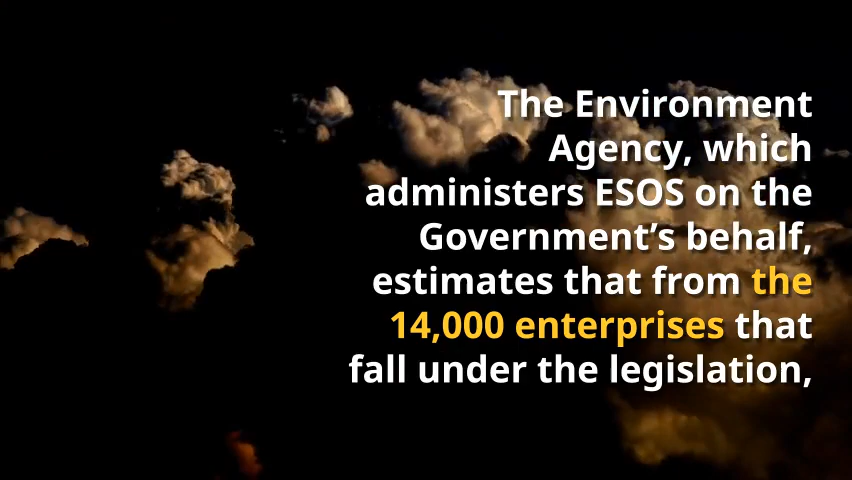 The Environment
Agency, which
administers ESOS on the
Government’s behalf,
estimates that from the
14,000 enterprises that
fall under the legislation,